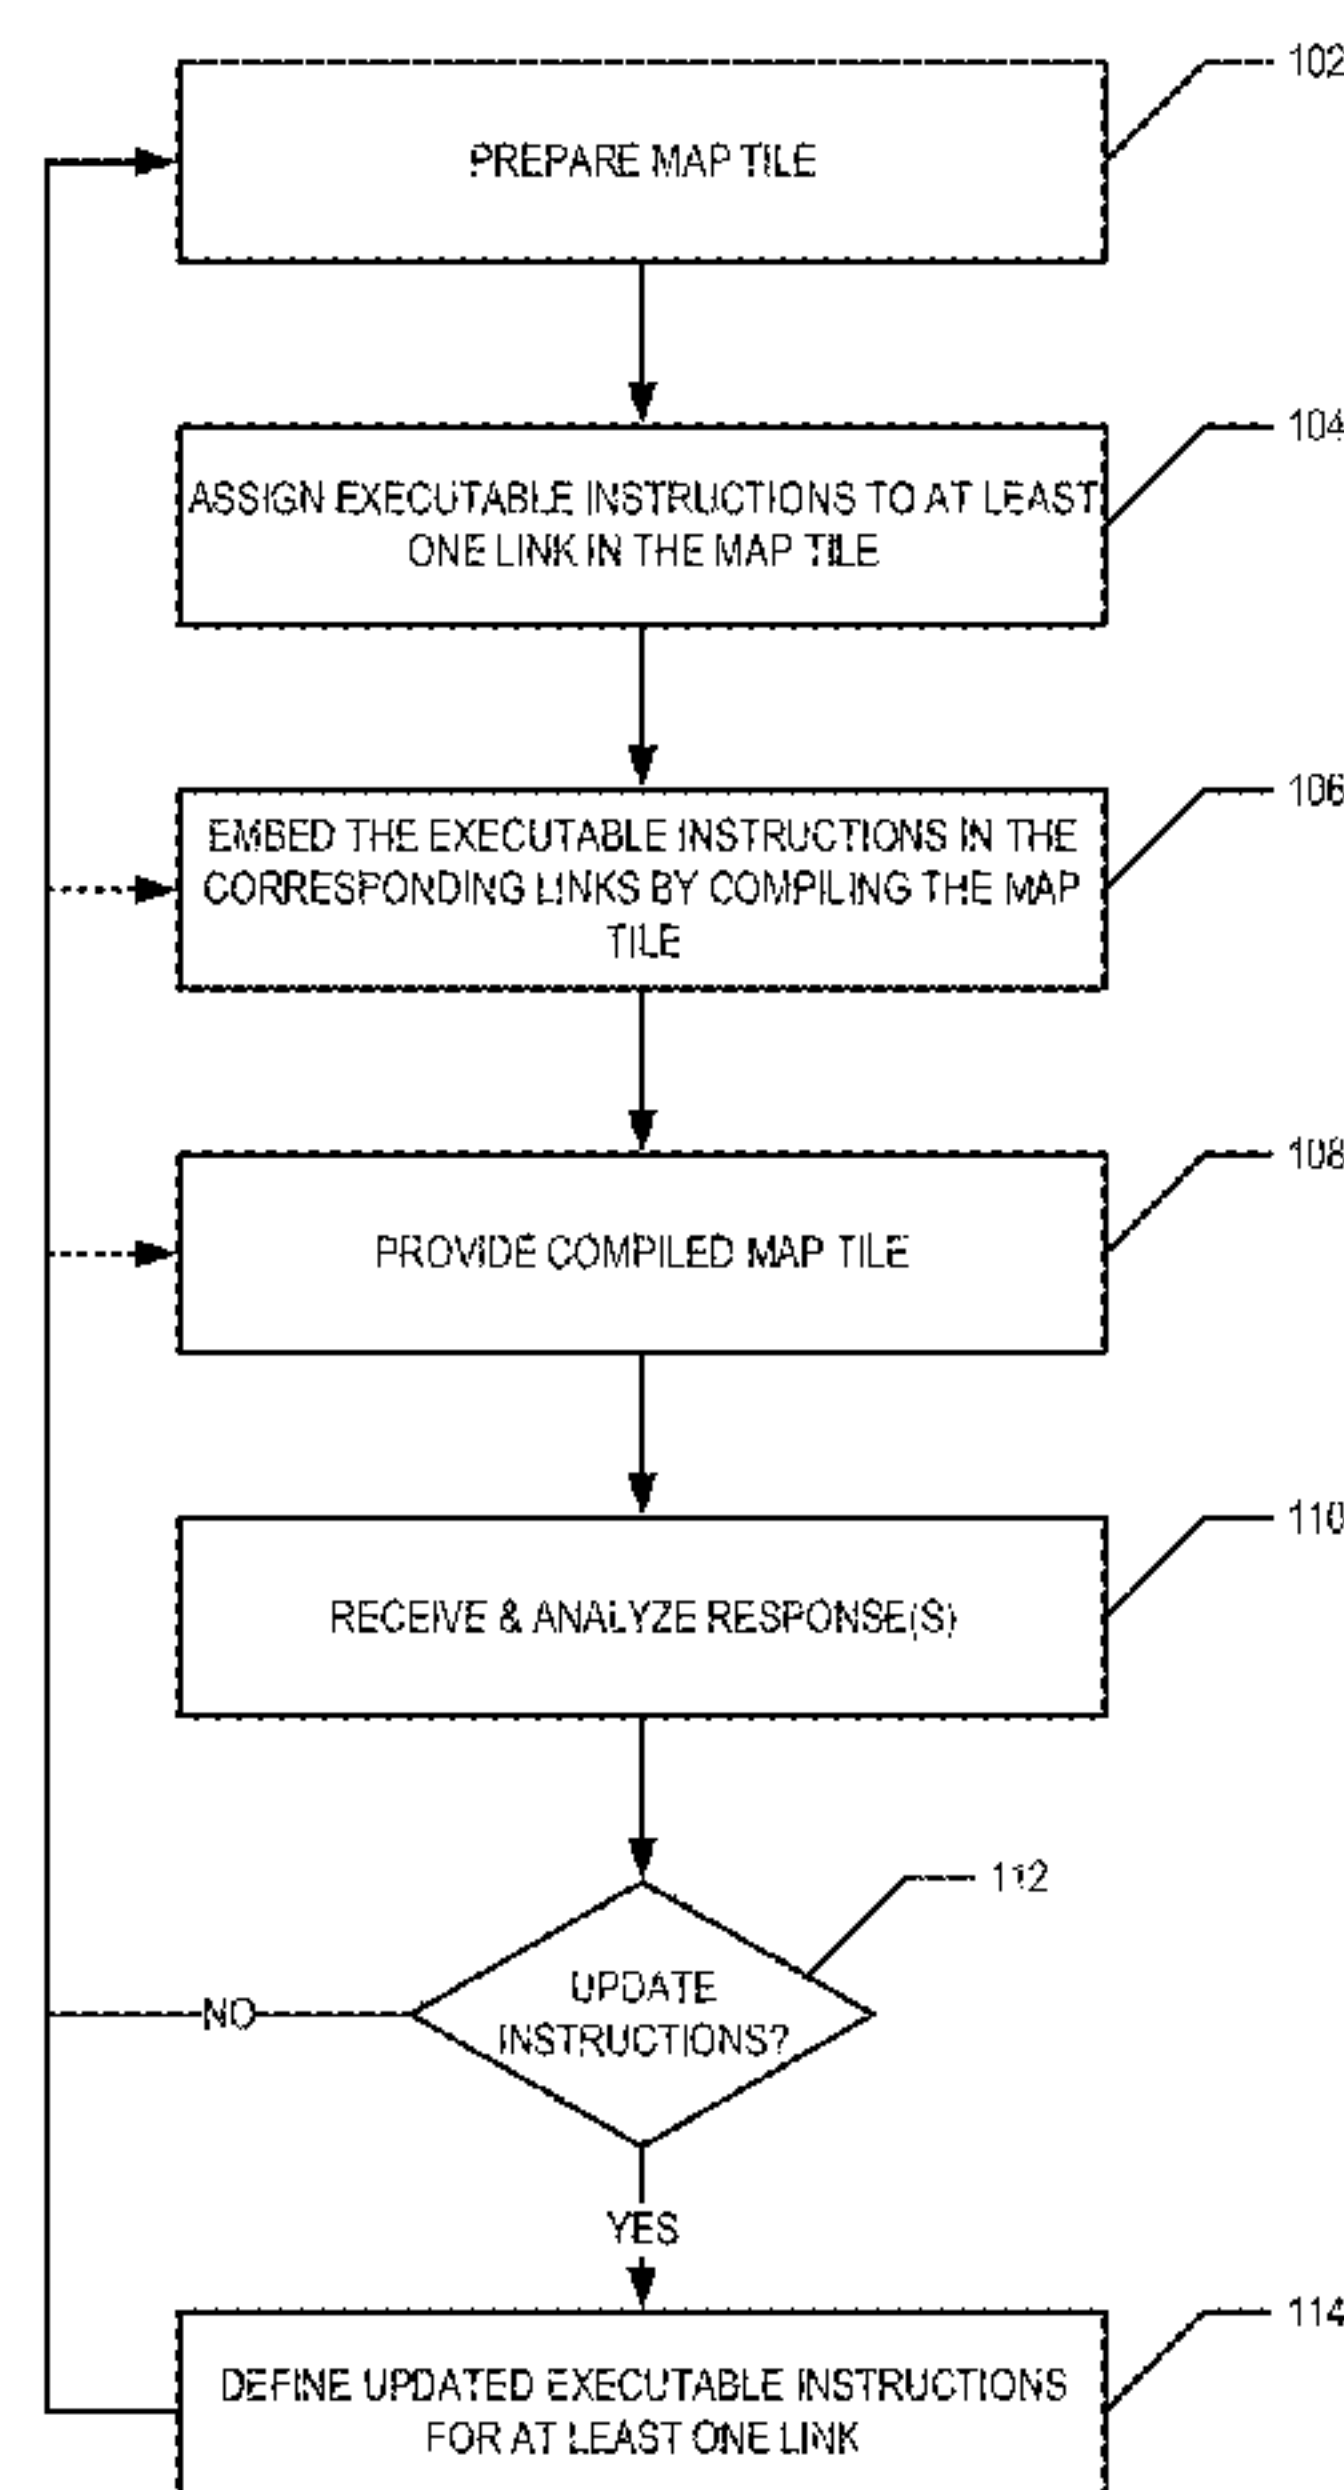 102
PREPARE MAP TILE
104
ASSIGN EXECUTABLE INSTRUCTIONS TO AT LEAST
ONE LINK IN THE MAP TILE
106
EMBED THE EXECUTABLE INSTRUCTIONS IN THE
CORRESPONDING LINKS BY COMPILING THE MAP
TILE
108
PROVIDE COMPILED MAP TILE
110
RECEIVE & ANALYZE RESPONSE(S)
112
UPDATE
INSTRUCTIONS?
NO
YES
114
DEFINE UPDATED EXECUTABLE INSTRUCTIONS
FOR AT LEAST ONE LINK